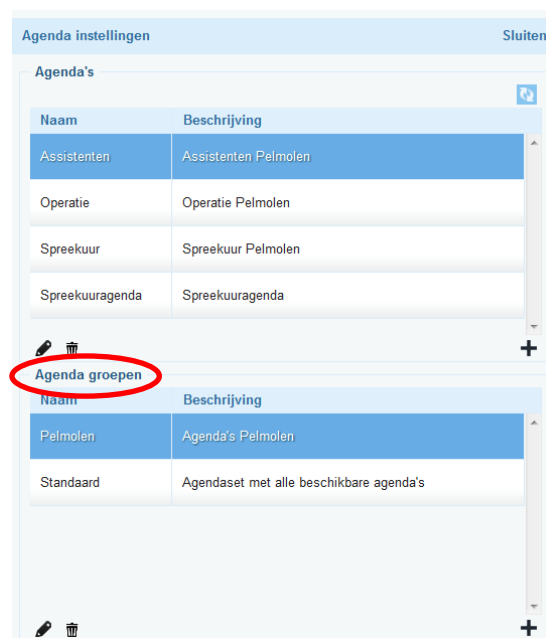 Agenda instellingen Sluiten
Agenda's
Naam Beschrijving
Assistenten Assistenten Pelmolen
Operatie Operatie Pelmolen
Spreekuur Spreekuur Pelmolen
Spreekuuragenda Spreekuuragenda
Agenda groepen
Naam Beschrijving
Pelmolen Agenda's Pelmolen
Standaard Agendaset met alle beschikbare agenda's